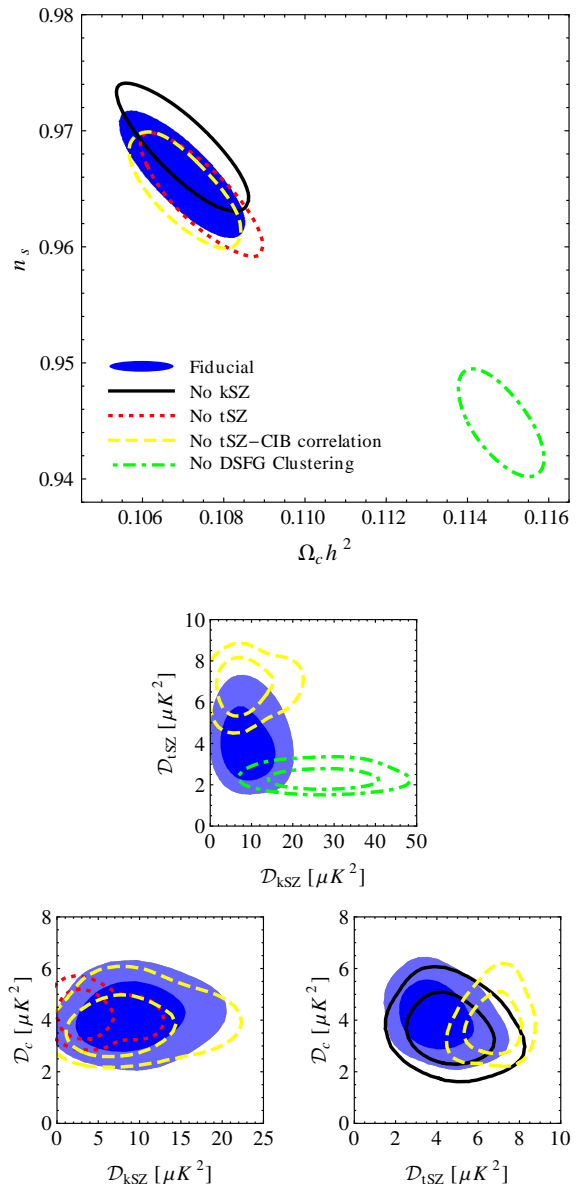 0.98
0.97
0.96
0.95
0.94
n_s
Fiducial
No kSZ
No tSZ
No tSZ−CIB correlation
No DSFG Clustering
0.106 0.108 0.110 0.112 0.114 0.116
Ω_c h^2
10
8
6
4
2
0
𝒟_tSZ [μK^2]
0 10 20 30 40 50
𝒟_kSZ [μK^2]
8
6
4
2
0
𝒟_c [μK^2]
0 5 10 15 20 25
𝒟_kSZ [μK^2]
8
6
4
2
0
𝒟_c [μK^2]
0 2 4 6 8 10
𝒟_tSZ [μK^2]